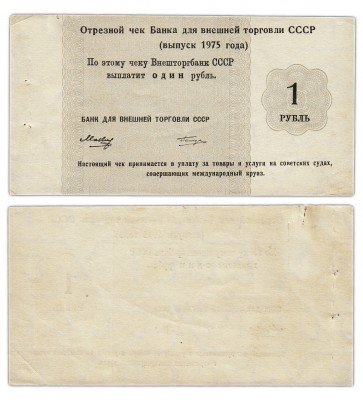 Отрезной чек Банка для внешней торговли СССР
(выпуск 1975 года)
По этому чеку Внешторгбанк СССР
выплатит один рубль.
1
РУБЛЬ
БАНК ДЛЯ ВНЕШНЕЙ ТОРГОВЛИ СССР
Настоящий чек принимается в уплату за товары и услуги на советских судах,
совершающих международный круиз.